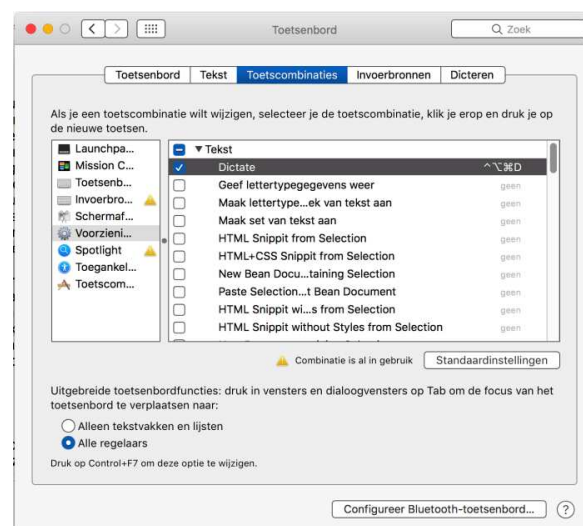 Toetsenbord
Zoek
Toetsenbord Tekst Toetscombinaties Invoerbronnen Dicteren
Als je een toetscombinatie wilt wijzigen, selecteer je de toetscombinatie, klik je erop en druk je op
de nieuwe toetsen.
Launchpa...
Mission C...
Toetsenb...
Invoerbro...
Schermaf...
Voorzieni...
Spotlight
Toegankel...
Toetscom...
▼ Tekst
Dictate ^⌥⌘D
Geef lettertypegegevens weer geen
Maak lettertype...ek van tekst aan geen
Maak set van tekst aan geen
HTML Snippit from Selection geen
HTML+CSS Snippit from Selection geen
New Bean Docu...taining Selection geen
Paste Selection...t Bean Document geen
HTML Snippit wi...s from Selection geen
HTML Snippit without Styles from Selection geen
Combinatie is al in gebruik
Standaardinstellingen
Uitgebreide toetsenbordfuncties: druk in vensters en dialoogvensters op Tab om de focus van het
toetsenbord te verplaatsen naar:
Alleen tekstvakken en lijsten
Alle regelaars
Druk op Control+F7 om deze optie te wijzigen.
Configureer Bluetooth-toetsenbord... ?